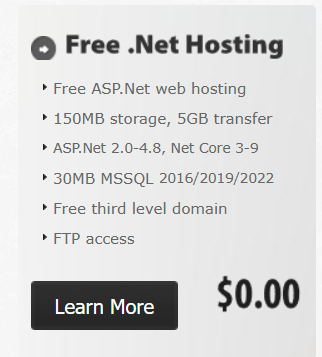 Free .Net Hosting
Free ASP.Net web hosting
150MB storage, 5GB transfer
ASP.Net 2.0-4.8, Net Core 3-9
30MB MSSQL 2016/2019/2022
Free third level domain
FTP access
Learn More
$0.00